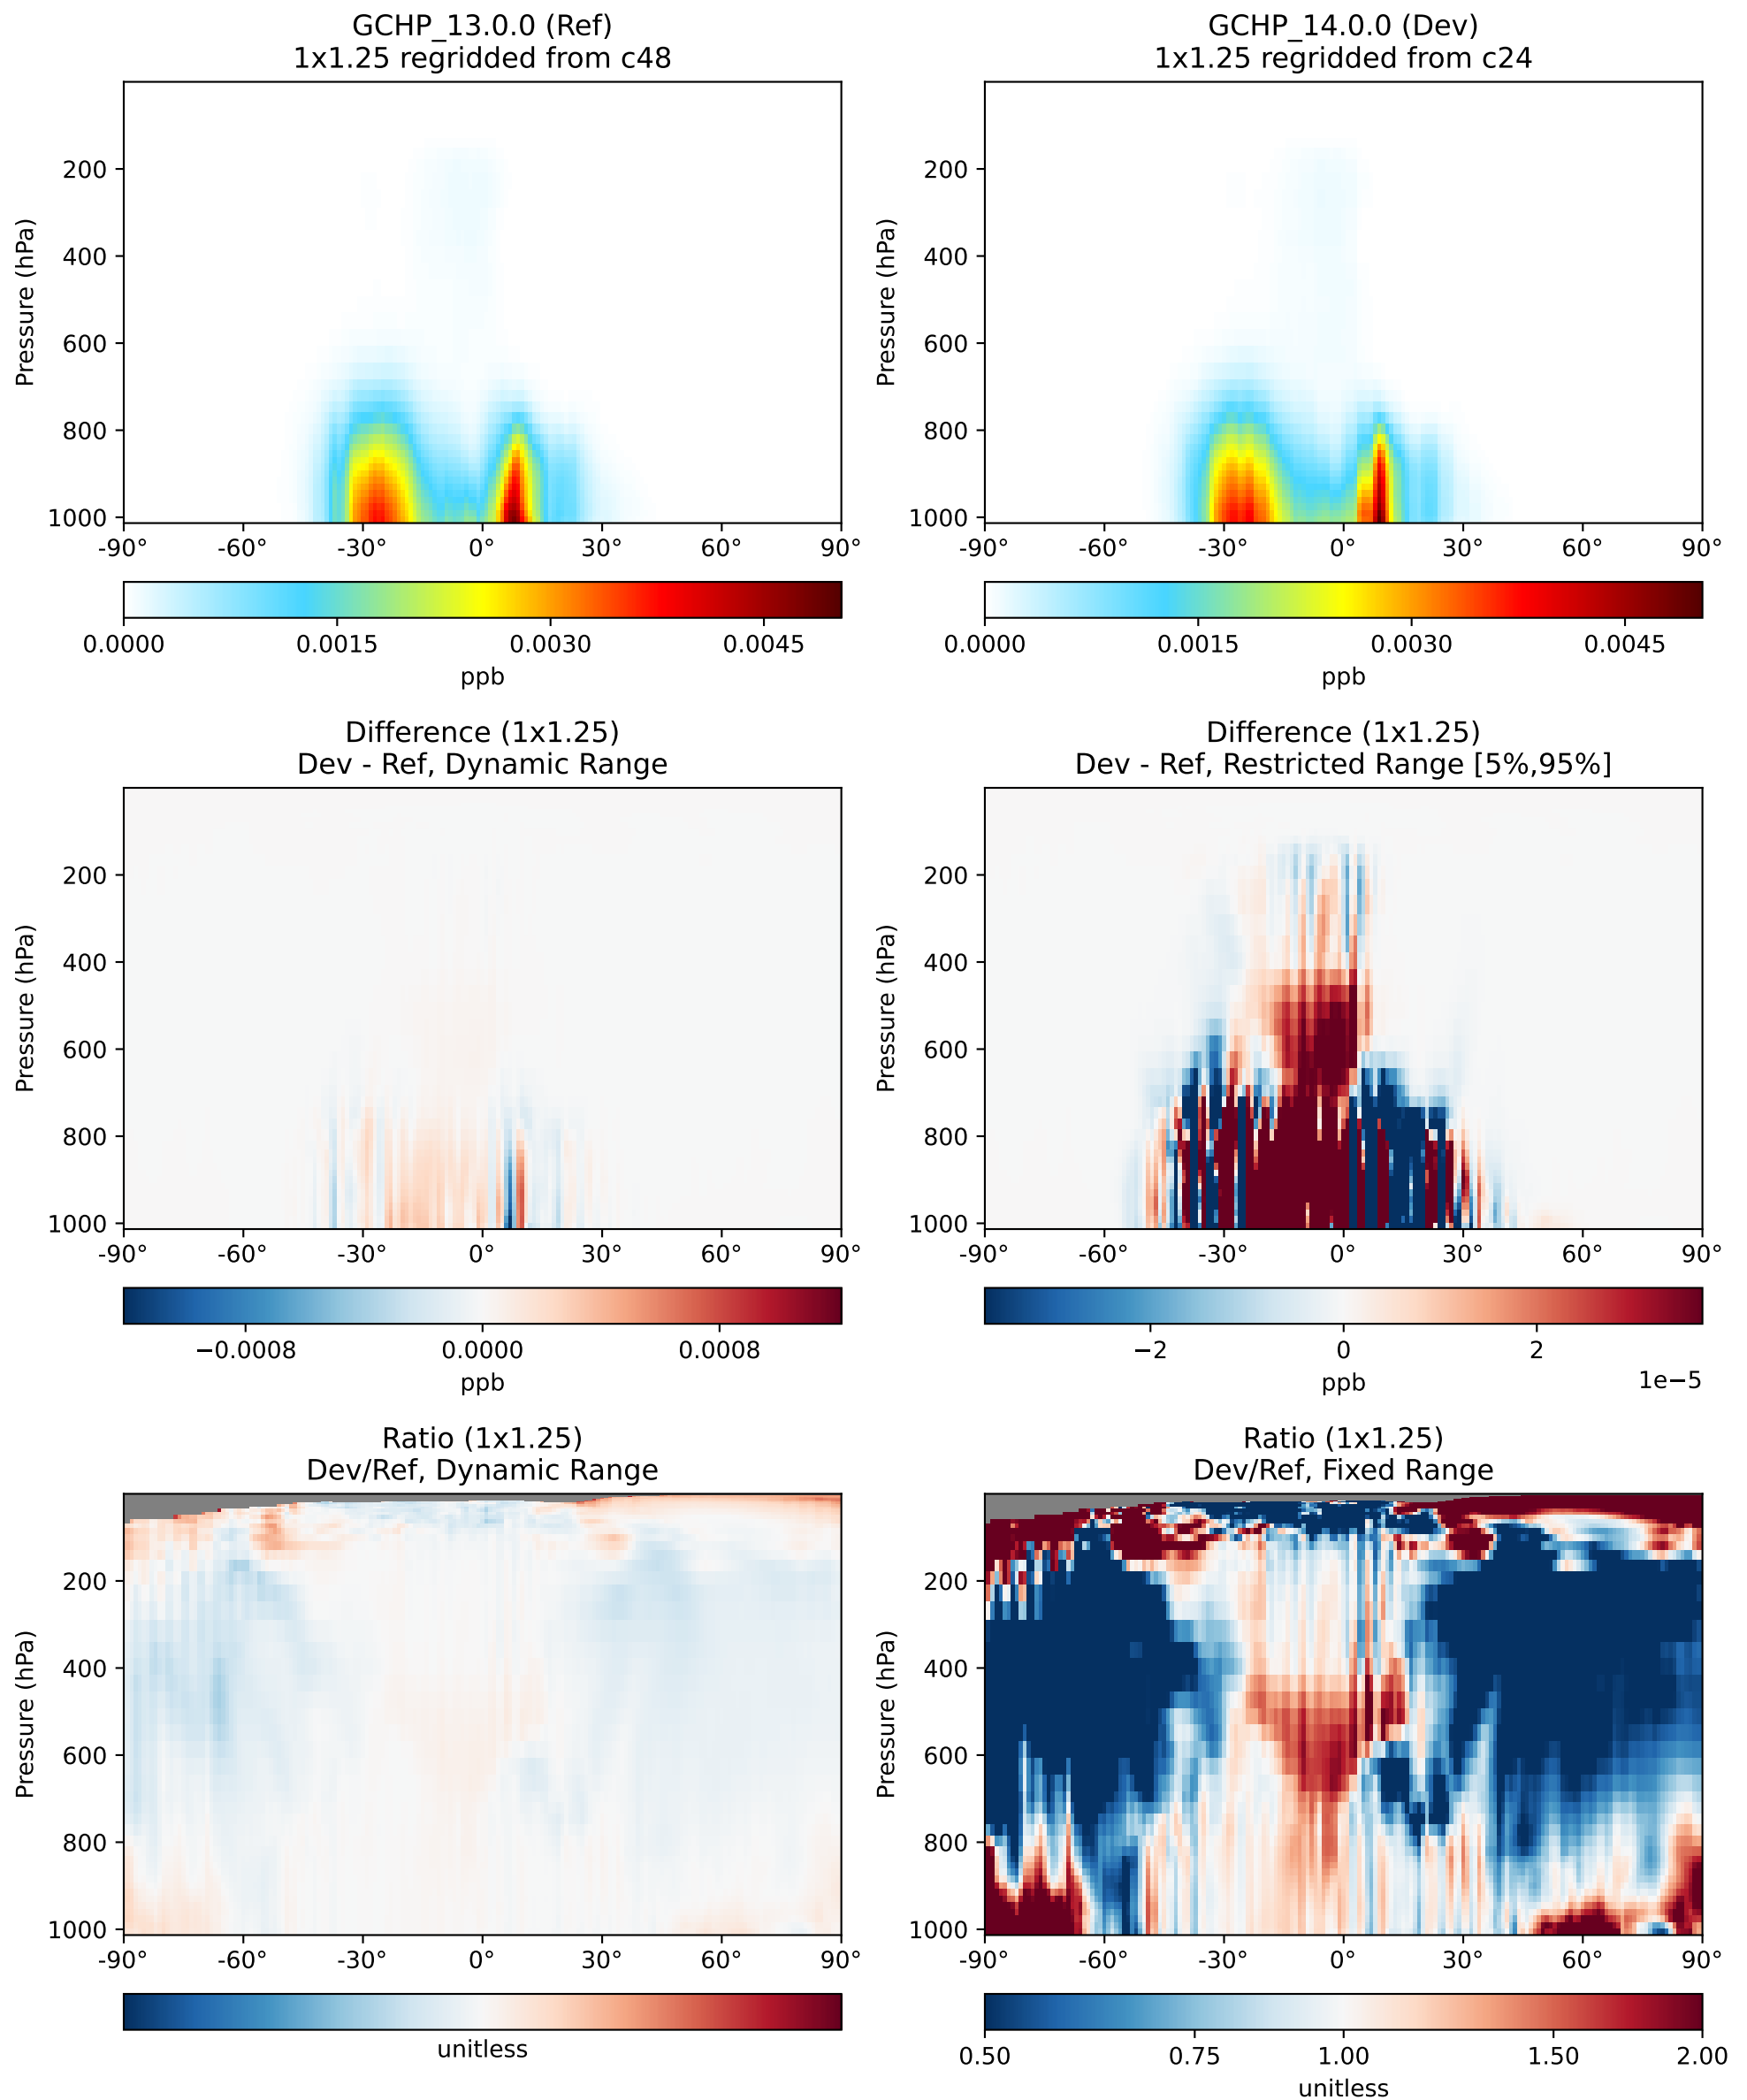 GCHP_13.0.0 (Ref)
1x1.25 regridded from c48
Pressure (hPa)
200
400
600
800
1000
-90° -60° -30° 0° 30° 60° 90°
0.0000 0.0015 0.0030 0.0045
ppb
GCHP_14.0.0 (Dev)
1x1.25 regridded from c24
Pressure (hPa)
200
400
600
800
1000
-90° -60° -30° 0° 30° 60° 90°
0.0000 0.0015 0.0030 0.0045
ppb
Difference (1x1.25)
Dev - Ref, Dynamic Range
Pressure (hPa)
200
400
600
800
1000
-90° -60° -30° 0° 30° 60° 90°
−0.0008 0.0000 0.0008
ppb
Difference (1x1.25)
Dev - Ref, Restricted Range [5%,95%]
Pressure (hPa)
200
400
600
800
1000
-90° -60° -30° 0° 30° 60° 90°
−2 0 2
1e−5
ppb
Ratio (1x1.25)
Dev/Ref, Dynamic Range
Pressure (hPa)
200
400
600
800
1000
-90° -60° -30° 0° 30° 60° 90°
unitless
Ratio (1x1.25)
Dev/Ref, Fixed Range
Pressure (hPa)
200
400
600
800
1000
-90° -60° -30° 0° 30° 60° 90°
0.50 0.75 1.00 1.50 2.00
unitless